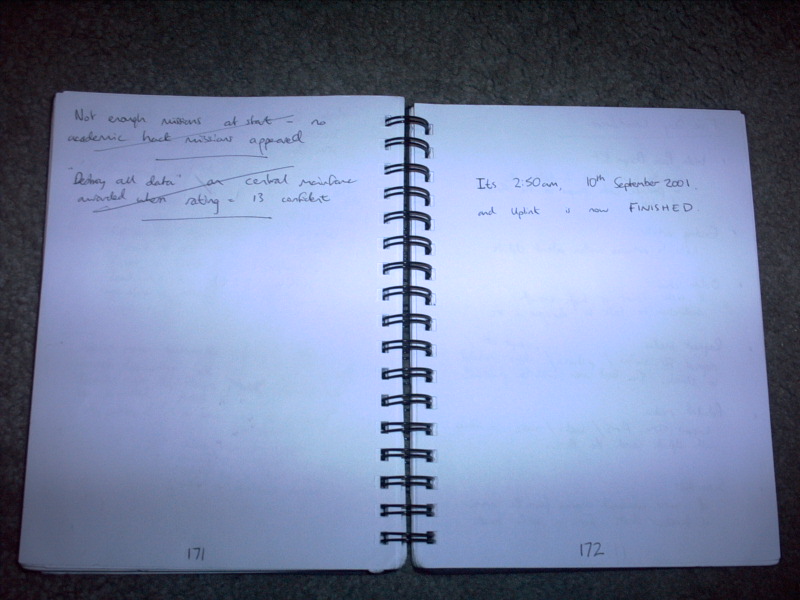 Not enough missions at start - no
academic hack missions appeared
"Destroy all data" on central mainframe
awarded when rating = 13 confident
171
Its 2:50am, 10th September 2001.
and Uplink is now FINISHED.
172